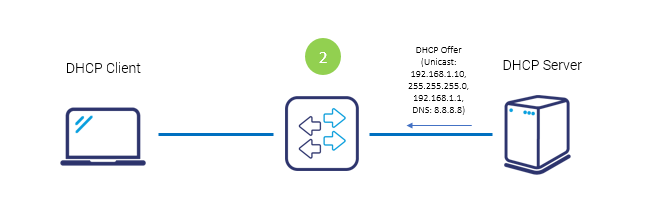 2
DHCP Client
DHCP Offer
(Unicast:
192.168.1.10,
255.255.255.0,
192.168.1.1,
DNS: 8.8.8.8)
DHCP Server